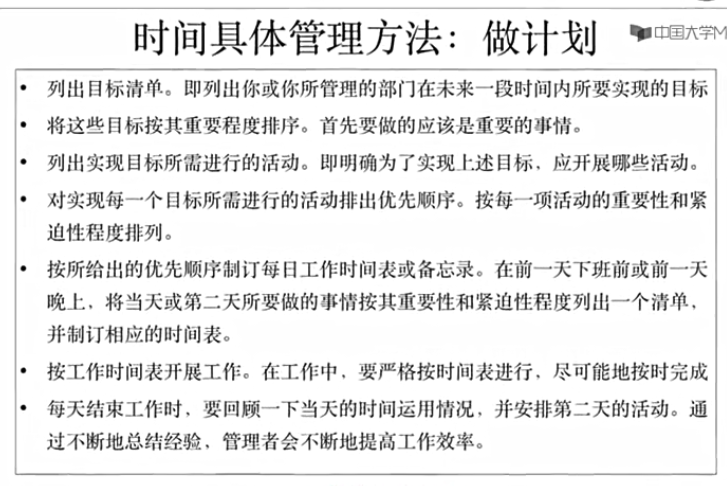 时间具体管理方法：做计划
中国大学M
• 列出目标清单。即列出你或你所管理的部门在未来一段时间内所要实现的目标
• 将这些目标按其重要程度排序。首先要做的应该是重要的事情。
• 列出实现目标所需进行的活动。即明确为了实现上述目标，应开展哪些活动。
• 对实现每一个目标所需进行的活动排出优先顺序。按每一项活动的重要性和紧
迫性程度排列。
• 按所给出的优先顺序制订每日工作时间表或备忘录。在前一天下班前或前一天
晚上，将当天或第二天所要做的事情按其重要性和紧迫性程度列出一个清单，
并制订相应的时间表。
• 按工作时间表开展工作。在工作中，要严格按时间表进行，尽可能地按时完成
• 每天结束工作时，要回顾一下当天的时间运用情况，并安排第二天的活动。通
过不断地总结经验，管理者会不断地提高工作效率。